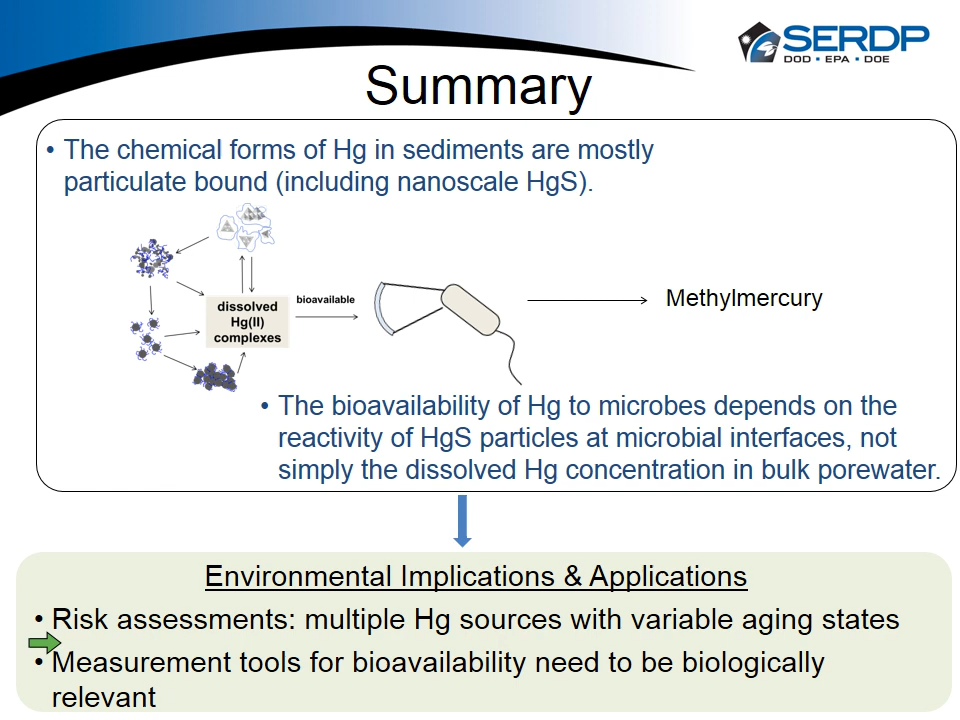 SERDP
DOD • EPA • DOE
Summary
• The chemical forms of Hg in sediments are mostly
particulate bound (including nanoscale HgS).
dissolved
Hg(II)
complexes
bioavailable
Methylmercury
• The bioavailability of Hg to microbes depends on the
reactivity of HgS particles at microbial interfaces, not
simply the dissolved Hg concentration in bulk porewater.
Environmental Implications & Applications
• Risk assessments: multiple Hg sources with variable aging states
• Measurement tools for bioavailability need to be biologically
relevant